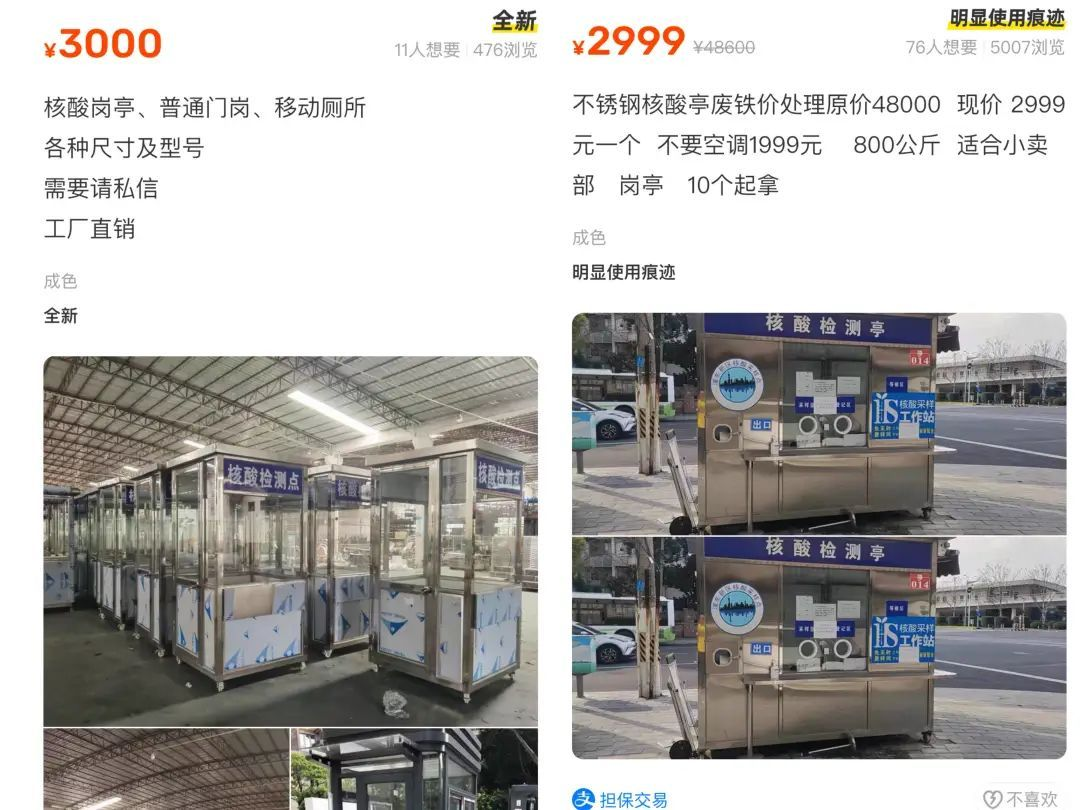 全新
¥3000
11人想要 476浏览
核酸岗亭、普通门岗、移动厕所
各种尺寸及型号
需要请私信
工厂直销
成色
全新
核酸检测点
核酸
核酸检测点
明显使用痕迹
¥2999 ¥48600
76人想要 5007浏览
不锈钢核酸亭废铁价处理原价48000 现价 2999
元一个 不要空调1999元 800公斤 适合小卖
部 岗亭 10个起拿
成色
明显使用痕迹
核酸检测亭
014
出口
核酸采样
工作站
核酸检测亭
014
出口
核酸采样
工作站
担保交易
不喜欢